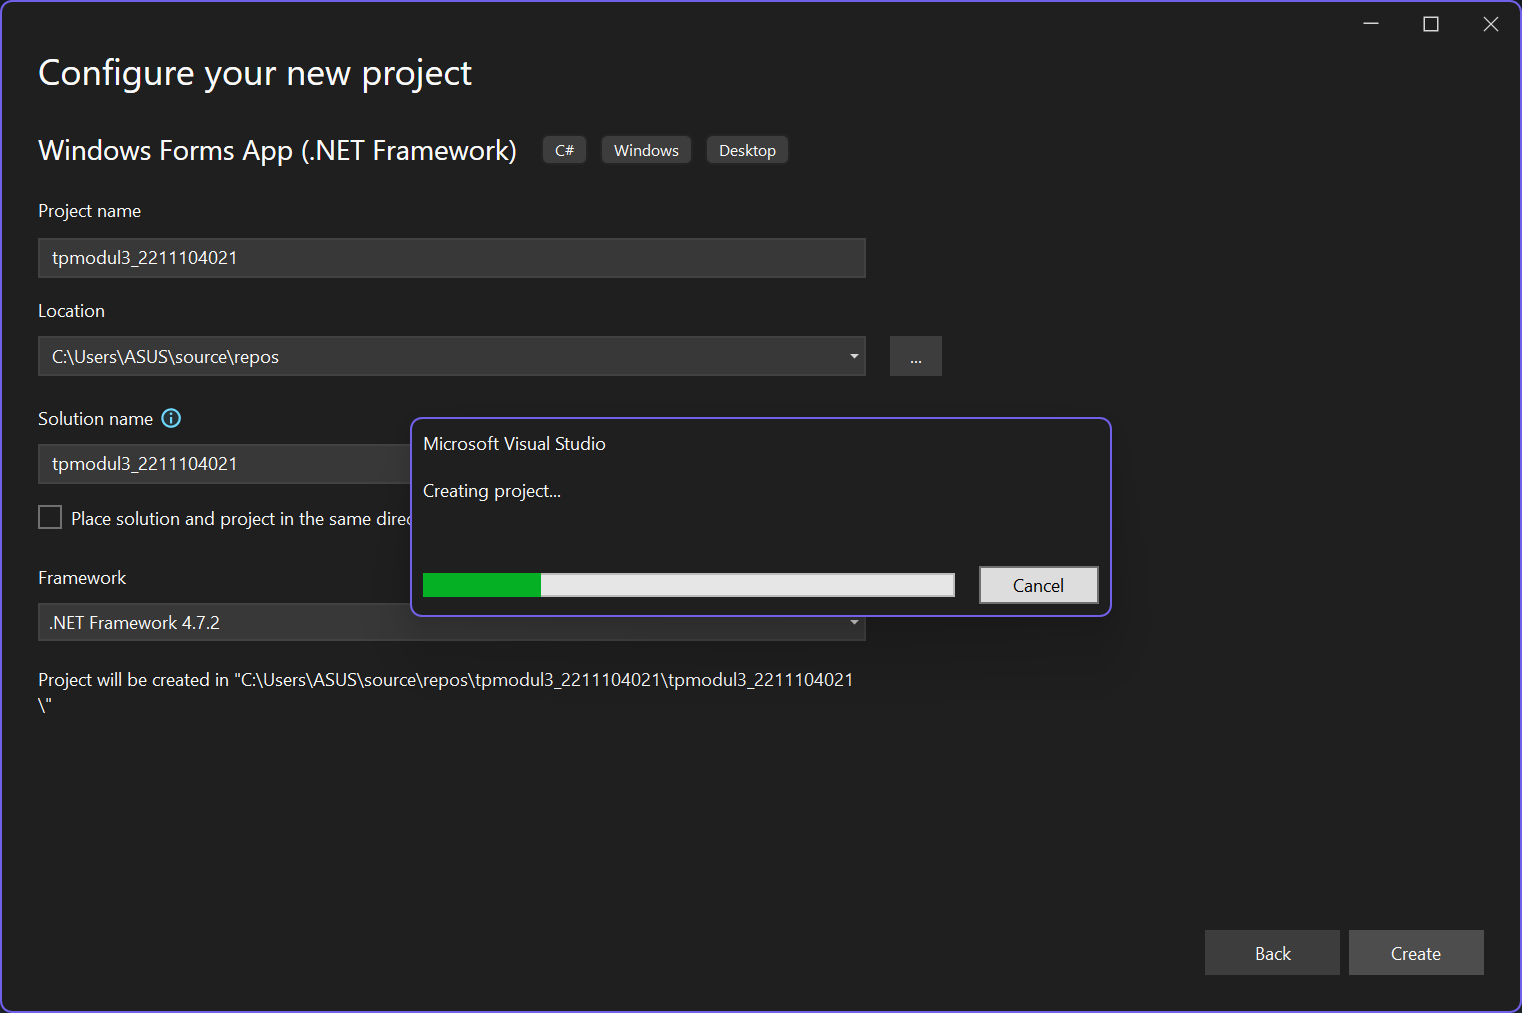 Configure your new project
Windows Forms App (.NET Framework) C# Windows Desktop
Project name
tpmodul3_2211104021
Location
C:\Users\ASUS\source\repos
...
Solution name
tpmodul3_2211104021
Place solution and project in the same direc
Microsoft Visual Studio
Creating project...
Cancel
Framework
.NET Framework 4.7.2
Project will be created in "C:\Users\ASUS\source\repos\tpmodul3_2211104021\tpmodul3_2211104021
\"
Back Create